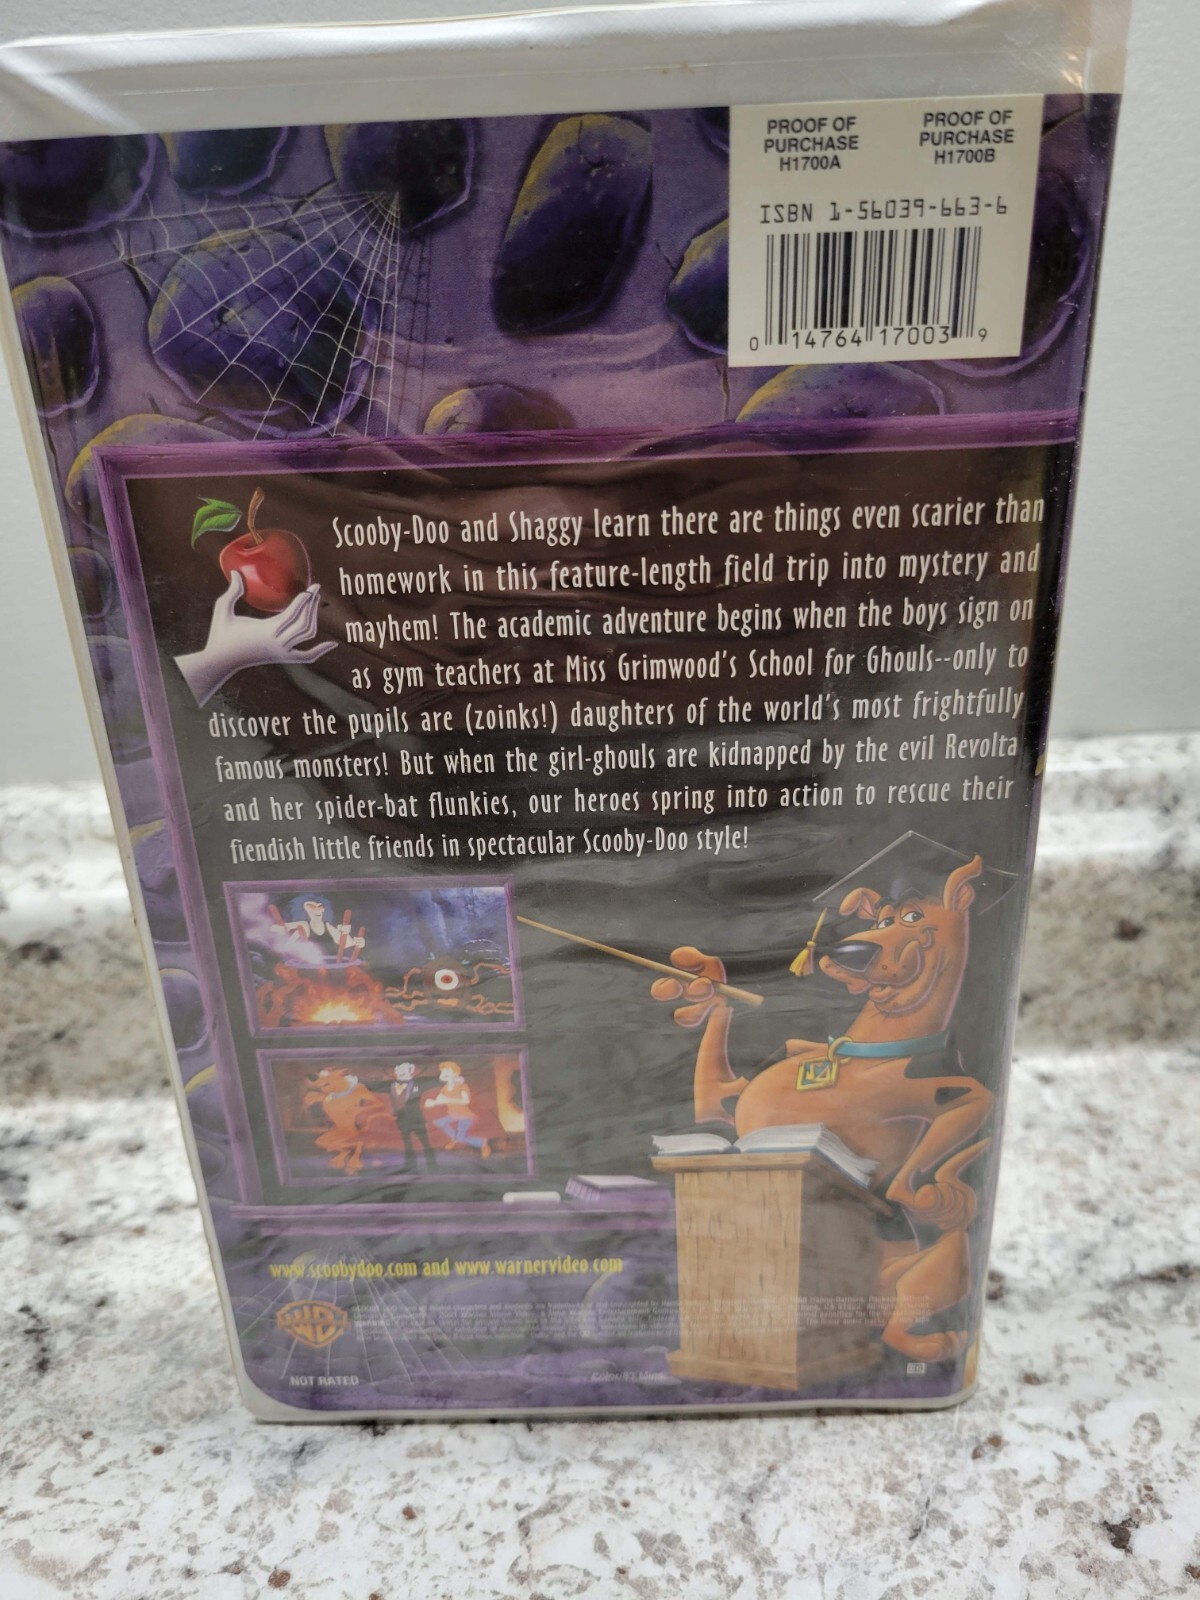 PROOF OF
PURCHASE
H1700A
PROOF OF
PURCHASE
H1700B
ISBN 1-56039-663-6
0 14764 17003 9
Scooby-Doo and Shaggy learn there are things even scarier than
homework in this feature-length field trip into mystery and
mayhem! The academic adventure begins when the boys sign on
as gym teachers at Miss Grimwood's School for Ghouls--only to
discover the pupils are (zoinks!) daughters of the world's most frightfully
famous monsters! But when the girl-ghouls are kidnapped by the evil Revolta
and her spider-bat flunkies, our heroes spring into action to rescue their
fiendish little friends in spectacular Scooby-Doo style!
www.scoobydoo.com and www.warnervideo.com
WB
NOT RATED